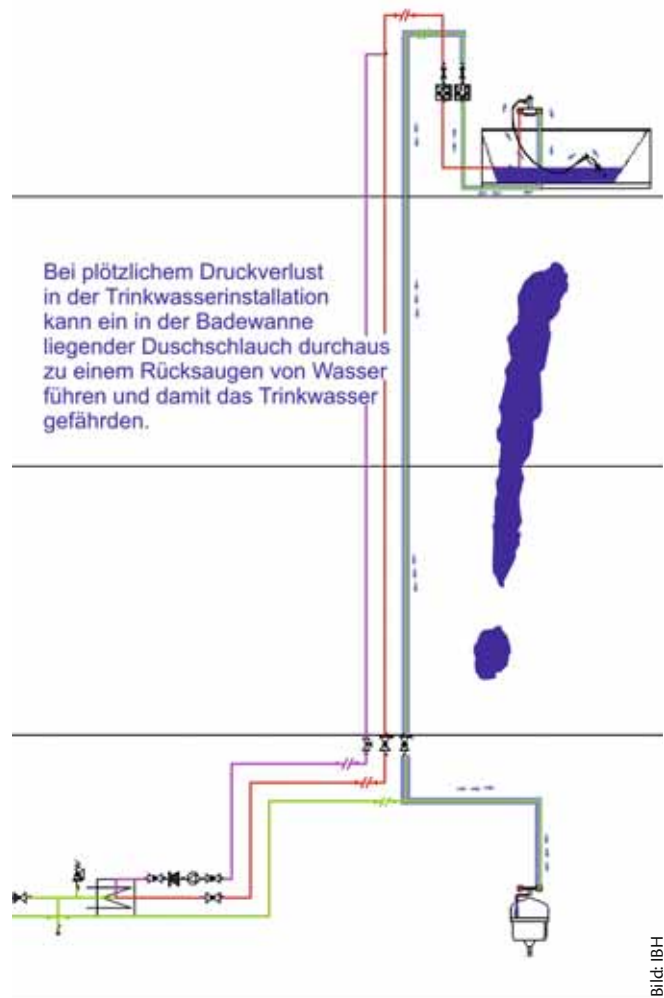 Bei plötzlichem Druckverlust
in der Trinkwasserinstallation
kann ein in der Badewanne
liegender Duschschlauch durchaus
zu einem Rücksaugen von Wasser
führen und damit das Trinkwasser
gefährden.
Bild: IBH